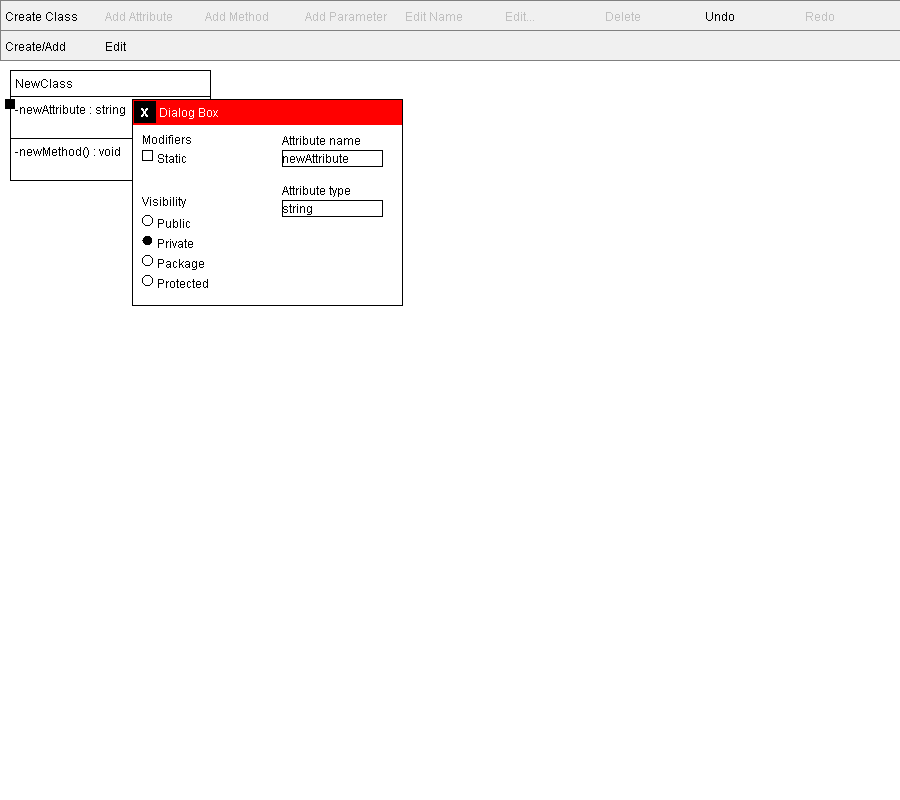 Create Class Add Attribute Add Method Add Parameter Edit Name Edit... Delete Undo Redo
Create/Add Edit
NewClass
-newAttribute : string
-newMethod() : void
X Dialog Box
Modifiers
Static
Visibility
Public
Private
Package
Protected
Attribute name
newAttribute
Attribute type
string